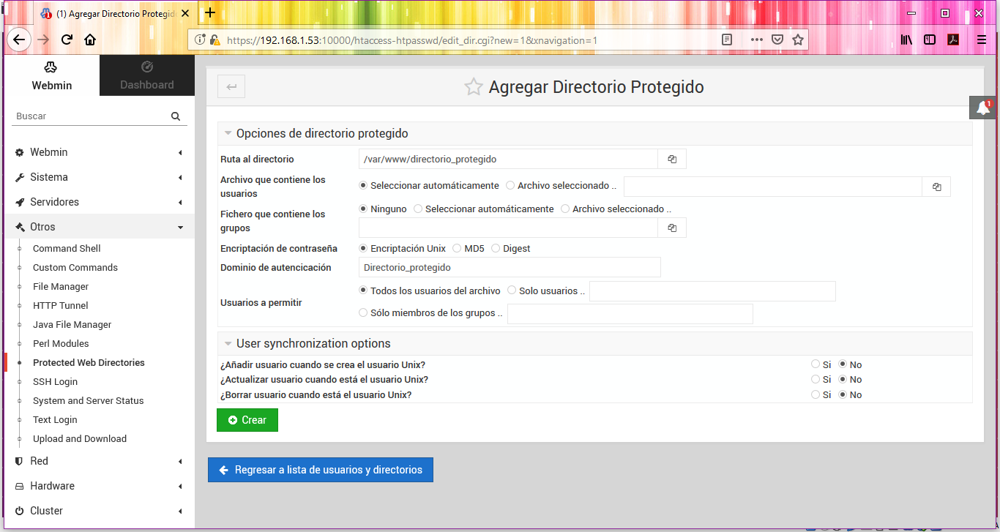 (1) Agregar Directorio Protegid
https://192.168.1.53:10000/htaccess-htpasswd/edit_dir.cgi?new=1&xnavigation=1
Webmin
Dashboard
Buscar
Webmin
Sistema
Servidores
Otros
Command Shell
Custom Commands
File Manager
HTTP Tunnel
Java File Manager
Perl Modules
Protected Web Directories
SSH Login
System and Server Status
Text Login
Upload and Download
Red
Hardware
Cluster
Agregar Directorio Protegido
1
Opciones de directorio protegido
Ruta al directorio /var/www/directorio_protegido
Archivo que contiene los usuarios Seleccionar automáticamente Archivo seleccionado ..
Fichero que contiene los grupos Ninguno Seleccionar automáticamente Archivo seleccionado ..
Encriptación de contraseña Encriptación Unix MD5 Digest
Dominio de autencicación Directorio_protegido
Usuarios a permitir Todos los usuarios del archivo Solo usuarios ..
Sólo miembros de los grupos ..
User synchronization options
¿Añadir usuario cuando se crea el usuario Unix? Si No
¿Actualizar usuario cuando está el usuario Unix? Si No
¿Borrar usuario cuando está el usuario Unix? Si No
Crear
Regresar a lista de usuarios y directorios